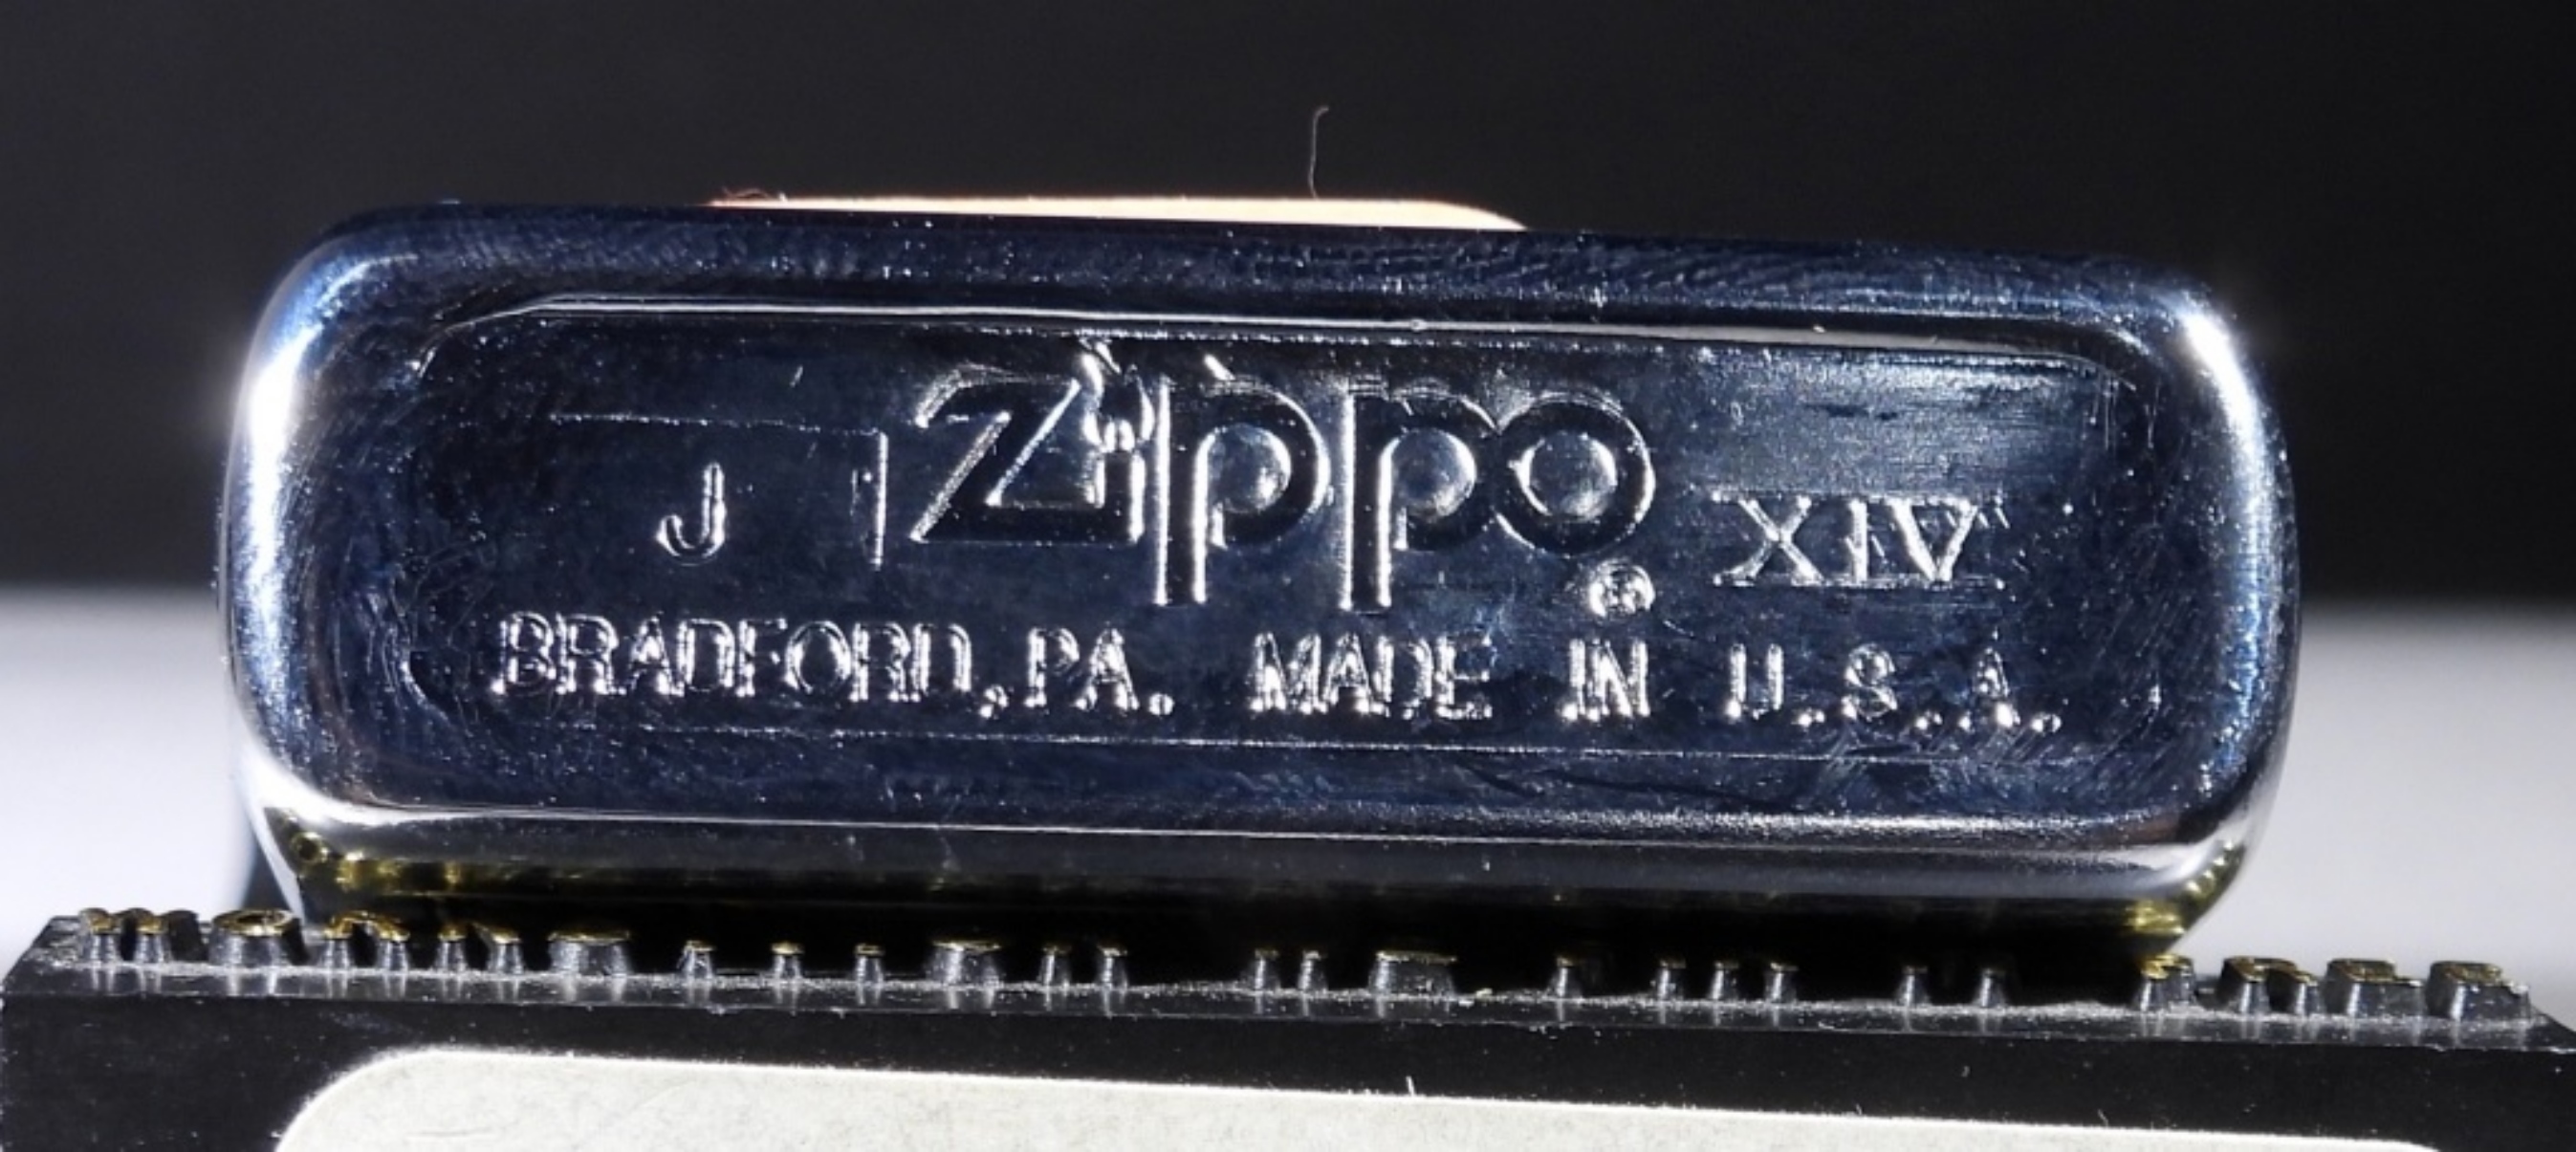 J Zippo ® XIV
BRADFORD, PA. MADE IN U.S.A.